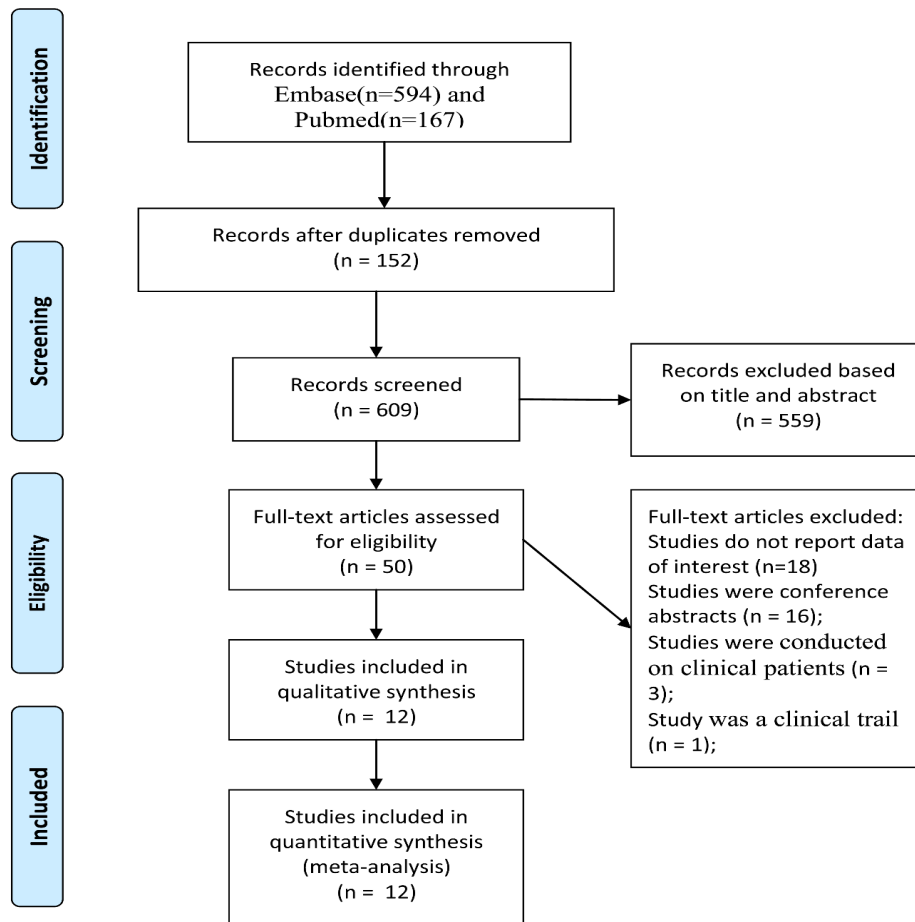 Identification
Records identified through
Embase(n=594) and
Pubmed(n=167)
Records after duplicates removed
(n = 152)
Screening
Records screened
(n = 609)
Records excluded based
on title and abstract
(n = 559)
Eligibility
Full-text articles assessed
for eligibility
(n = 50)
Full-text articles excluded:
Studies do not report data
of interest (n=18)
Studies were conference
abstracts (n = 16);
Studies were conducted
on clinical patients (n =
3);
Study was a clinical trail
(n = 1);
Studies included in
qualitative synthesis
(n = 12)
Included
Studies included in
quantitative synthesis
(meta-analysis)
(n = 12)